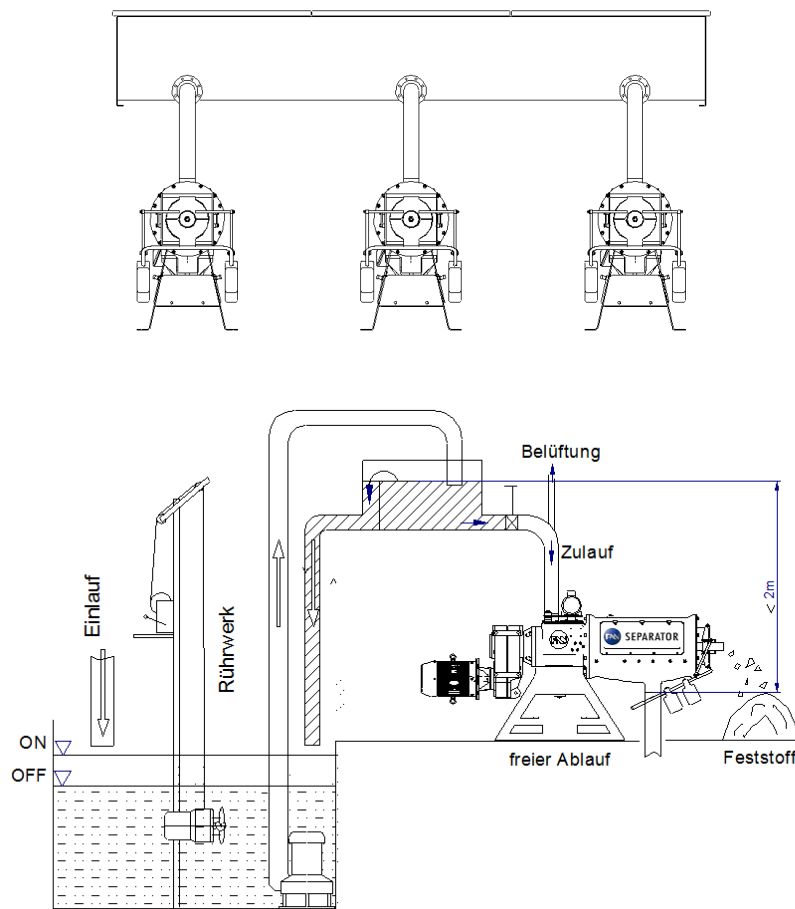 Belüftung
Zulauf
Einlauf
Rührwerk
< 2m
SEPARATOR
ON
OFF
freier Ablauf
Feststoff